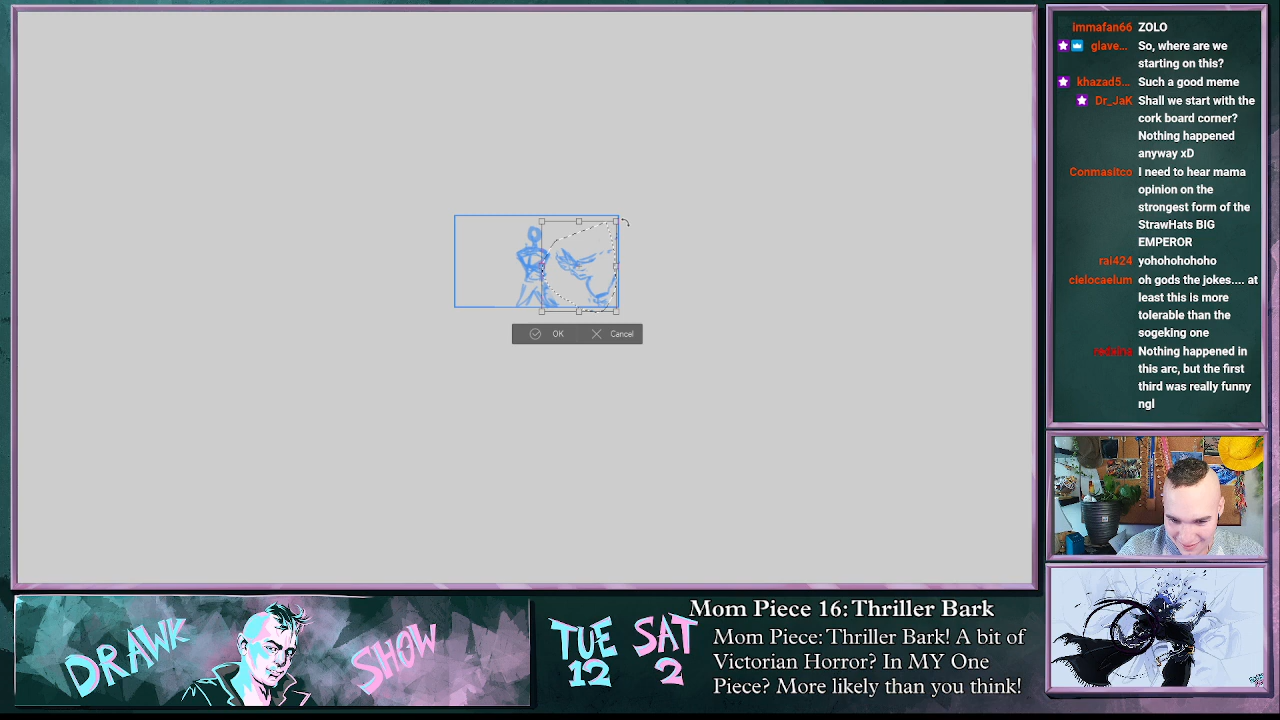 immafan66 ZOLO
glave... So, where are we
starting on this?
khazad5... Such a good meme
Dr_JaK Shall we start with the
cork board corner?
Nothing happened
anyway xD
Conmasitco I need to hear mama
opinion on the
strongest form of the
StrawHats BIG
EMPEROR
rai424 yohohohohoho
cielocaelum oh gods the jokes.... at
least this is more
tolerable than the
sogeking one
Nothing happened in
this arc, but the first
third was really funny
ngl
OK Cancel
DRAWK SHOW
TUE 12
SAT 2
Mom Piece 16: Thriller Bark
Mom Piece: Thriller Bark! A bit of
Victorian Horror? In MY One
Piece? More likely than you think!